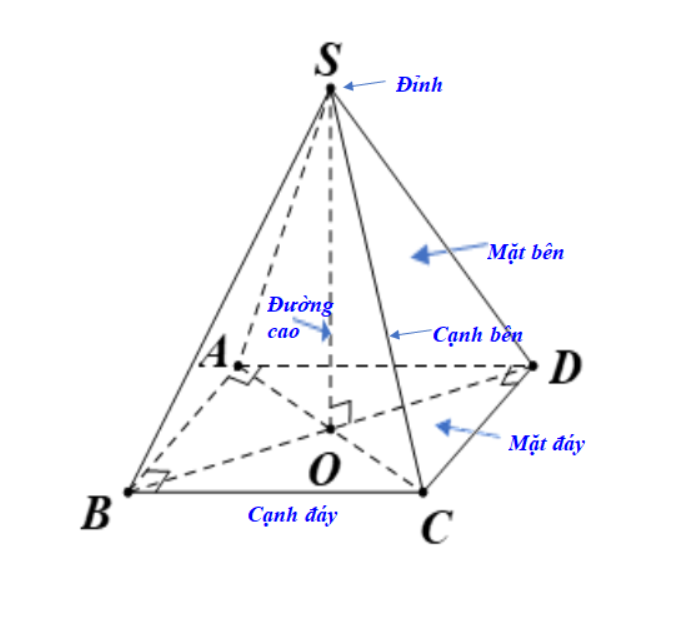 S
Đỉnh
Mặt bên
Đường
cao
Cạnh bên
A
D
Mặt đáy
O
B
Cạnh đáy
C